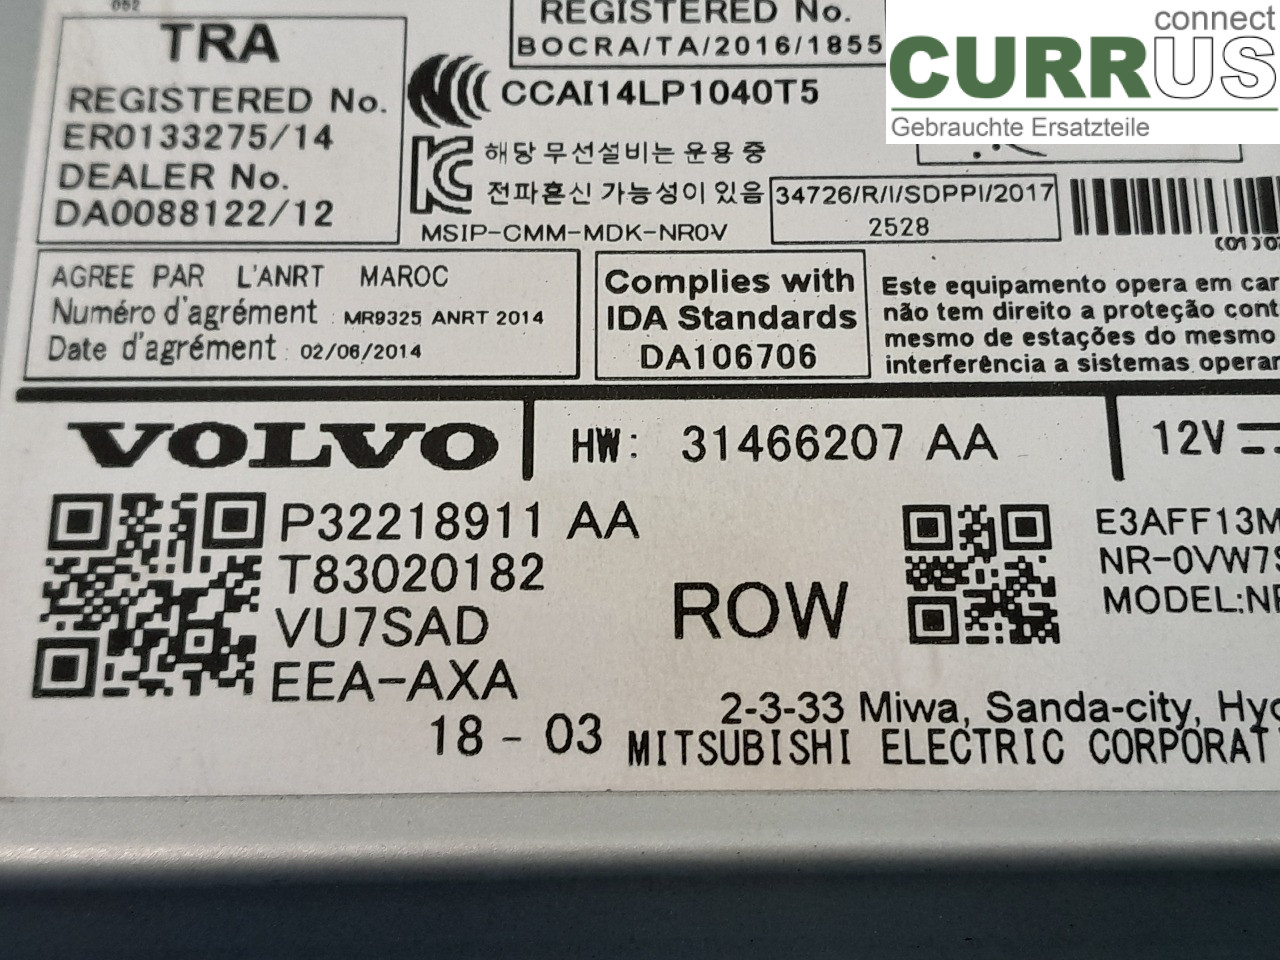 052
TRA
REGISTERED No.
ER0133275/14
DEALER No.
DA0088122/12
REGISTERED No.
BOCRA/TA/2016/1855
CCAI14LP1040T5
해당 무선설비는 운용 중
전파혼신 가능성이 있음
MSIP-CMM-MDK-NR0V
34726/R/I/SDPPI/2017
2528
connect
CURRUS
Gebrauchte Ersatzteile
AGREE PAR L'ANRT MAROC
Numéro d'agrément : MR9325 ANRT 2014
Date d'agrément : 02/06/2014
Complies with
IDA Standards
DA106706
Este equipamento opera em car
não tem direito a proteção cont
mesmo de estações do mesmo
interferência a sistemas operar
VOLVO
HW: 31466207 AA
12V
P32218911 AA
T83020182
VU7SAD
EEA-AXA
18 - 03
ROW
E3AFF13M
NR-0VW7S
MODEL:NR
2-3-33 Miwa, Sanda-city, Hyo
MITSUBISHI ELECTRIC CORPORAT